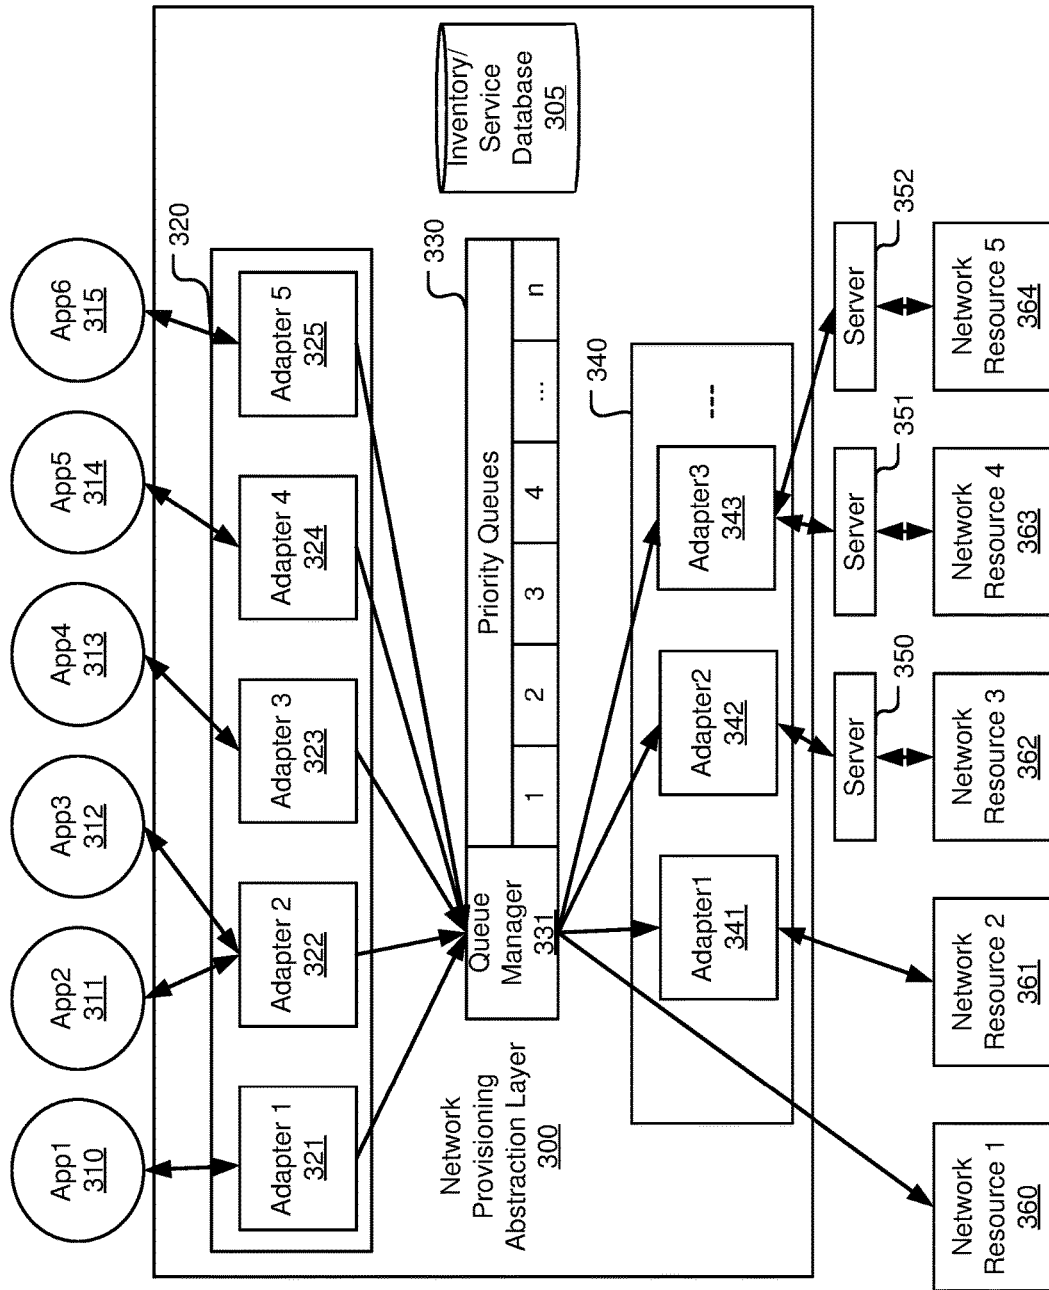 App1
310
App2
311
App3
312
App4
313
App5
314
App6
315
320
Adapter 1
321
Adapter 2
322
Adapter 3
323
Adapter 4
324
Adapter 5
325
Network
Provisioning
Abstraction Layer
300
Queue
Manager
331
Priority Queues
1
2
3
4
...
n
330
Inventory/
Service
Database
305
340
Adapter1
341
Adapter2
342
Adapter3
343
---
Server
350
Server
351
Server
352
Network
Resource 1
360
Network
Resource 2
361
Network
Resource 3
362
Network
Resource 4
363
Network
Resource 5
364